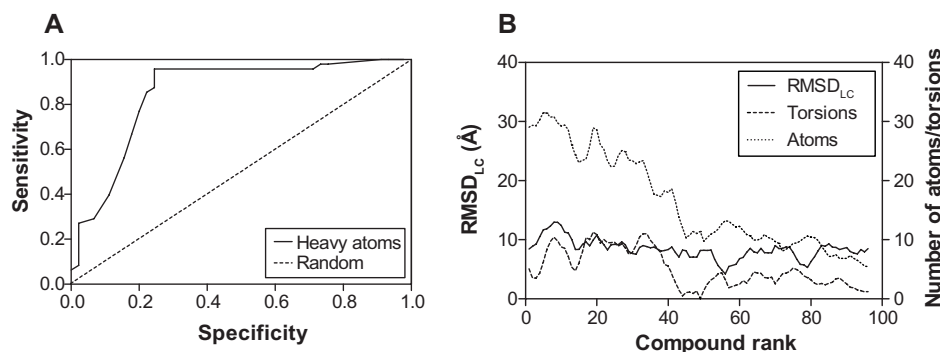 A
1.0
0.8
0.6
0.4
0.2
0.0
Sensitivity
0.0 0.2 0.4 0.6 0.8 1.0
Specificity
Heavy atoms
Random
B
40
30
20
10
0
RMSD_LC (Å)
0 20 40 60 80 100
Compound rank
40
30
20
10
0
Number of atoms/torsions
RMSD_LC
Torsions
Atoms